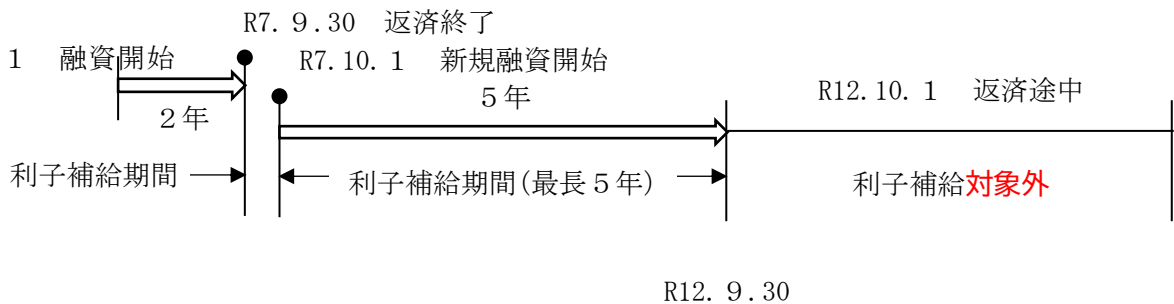 R7.９.30　返済終了
１　融資開始
R7.10.１　新規融資開始
５年
R12.10.１　返済途中
２年
利子補給期間
利子補給期間(最長５年)
利子補給対象外
R12.９.30